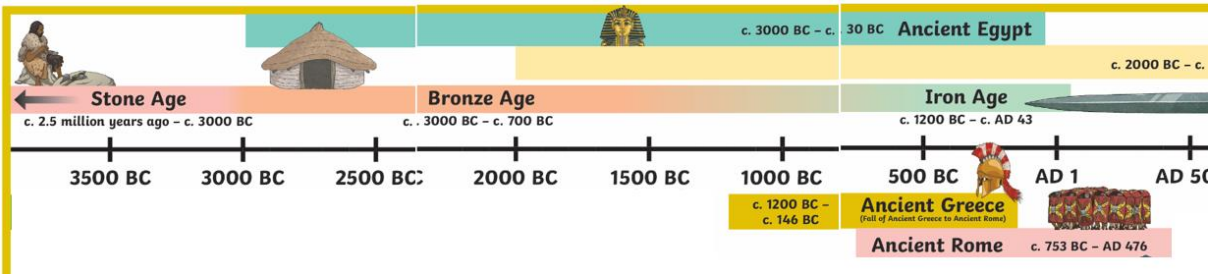 c. 3000 BC – c. 30 BC Ancient Egypt
c. 2000 BC – c.
Stone Age Bronze Age Iron Age
c. 2.5 million years ago – c. 3000 BC c. 3000 BC – c. 700 BC c. 1200 BC – c. AD 43
3500 BC 3000 BC 2500 BC 2000 BC 1500 BC 1000 BC 500 BC AD 1 AD 50
c. 1200 BC –
c. 146 BC
Ancient Greece
(Fall of Ancient Greece to Ancient Rome)
Ancient Rome c. 753 BC – AD 476